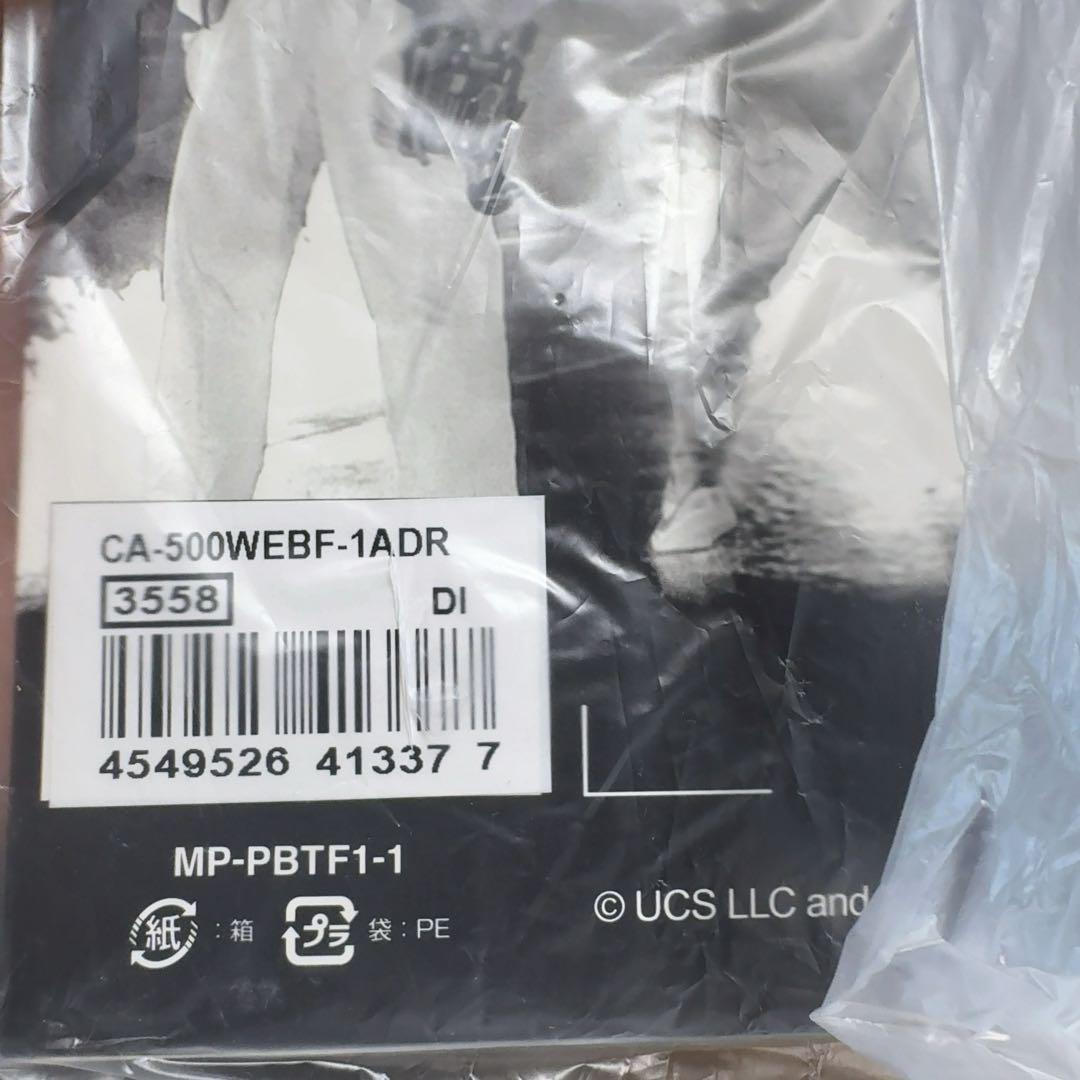 CA-500WEBF-1ADR
3558 DI
4549526 41337 7
MP-PBTF1-1
紙 : 箱 プラ 袋 : PE
© UCS LLC and